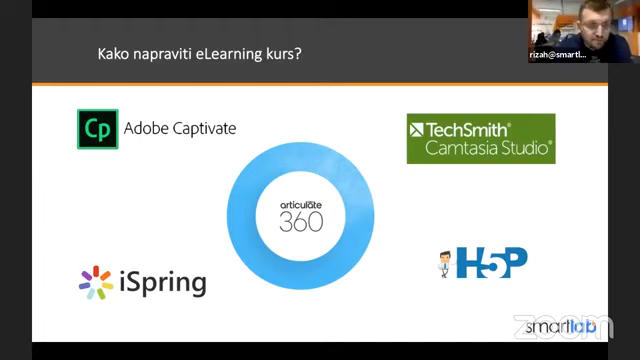 Kako napraviti eLearning kurs?
rizah@smartl...
Cp Adobe Captivate
TechSmith®
Camtasia Studio®
articulate
360
iSpring
H5P
smartlab
zoom